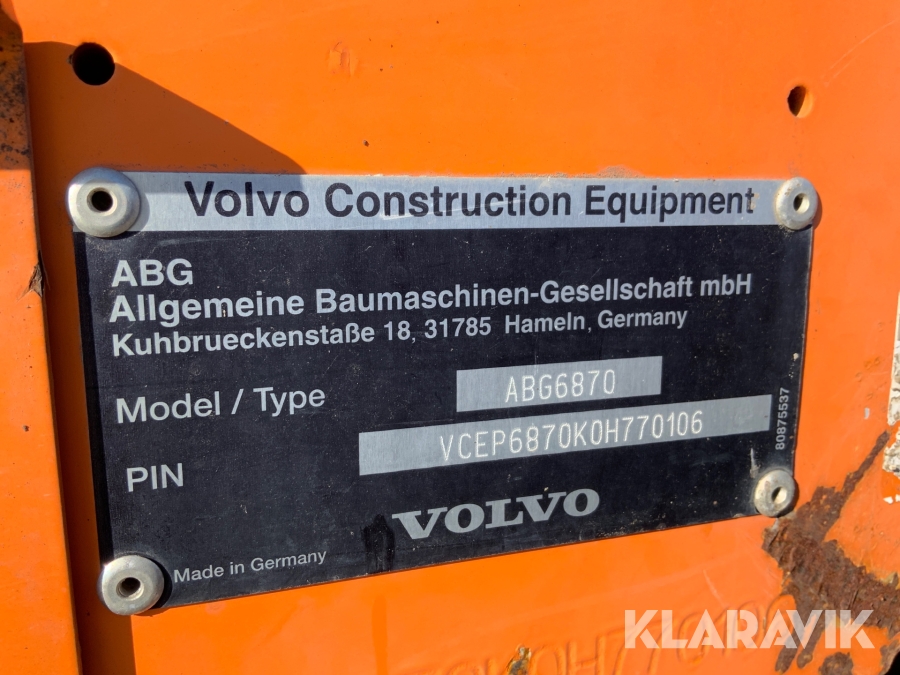 Volvo Construction Equipment
ABG
Allgemeine Baumaschinen-Gesellschaft mbH
Kuhbrueckenstaße 18, 31785 Hameln, Germany
Model / Type ABG6870
PIN VCEP6870K0H770106
80875537
VOLVO
Made in Germany
KLARAVIK